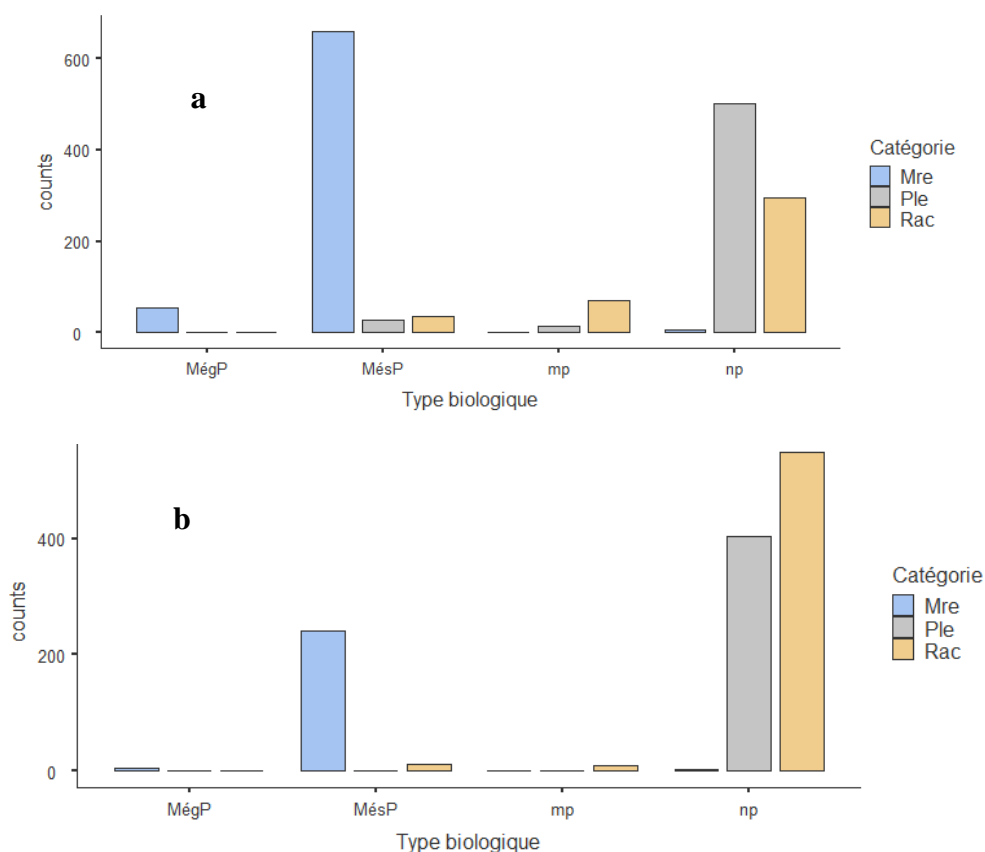 a
600
400
200
0
counts
MégP MésP mp np
Type biologique
Catégorie
Mre
Ple
Rac
b
400
200
0
counts
MégP MésP mp np
Type biologique
Catégorie
Mre
Ple
Rac